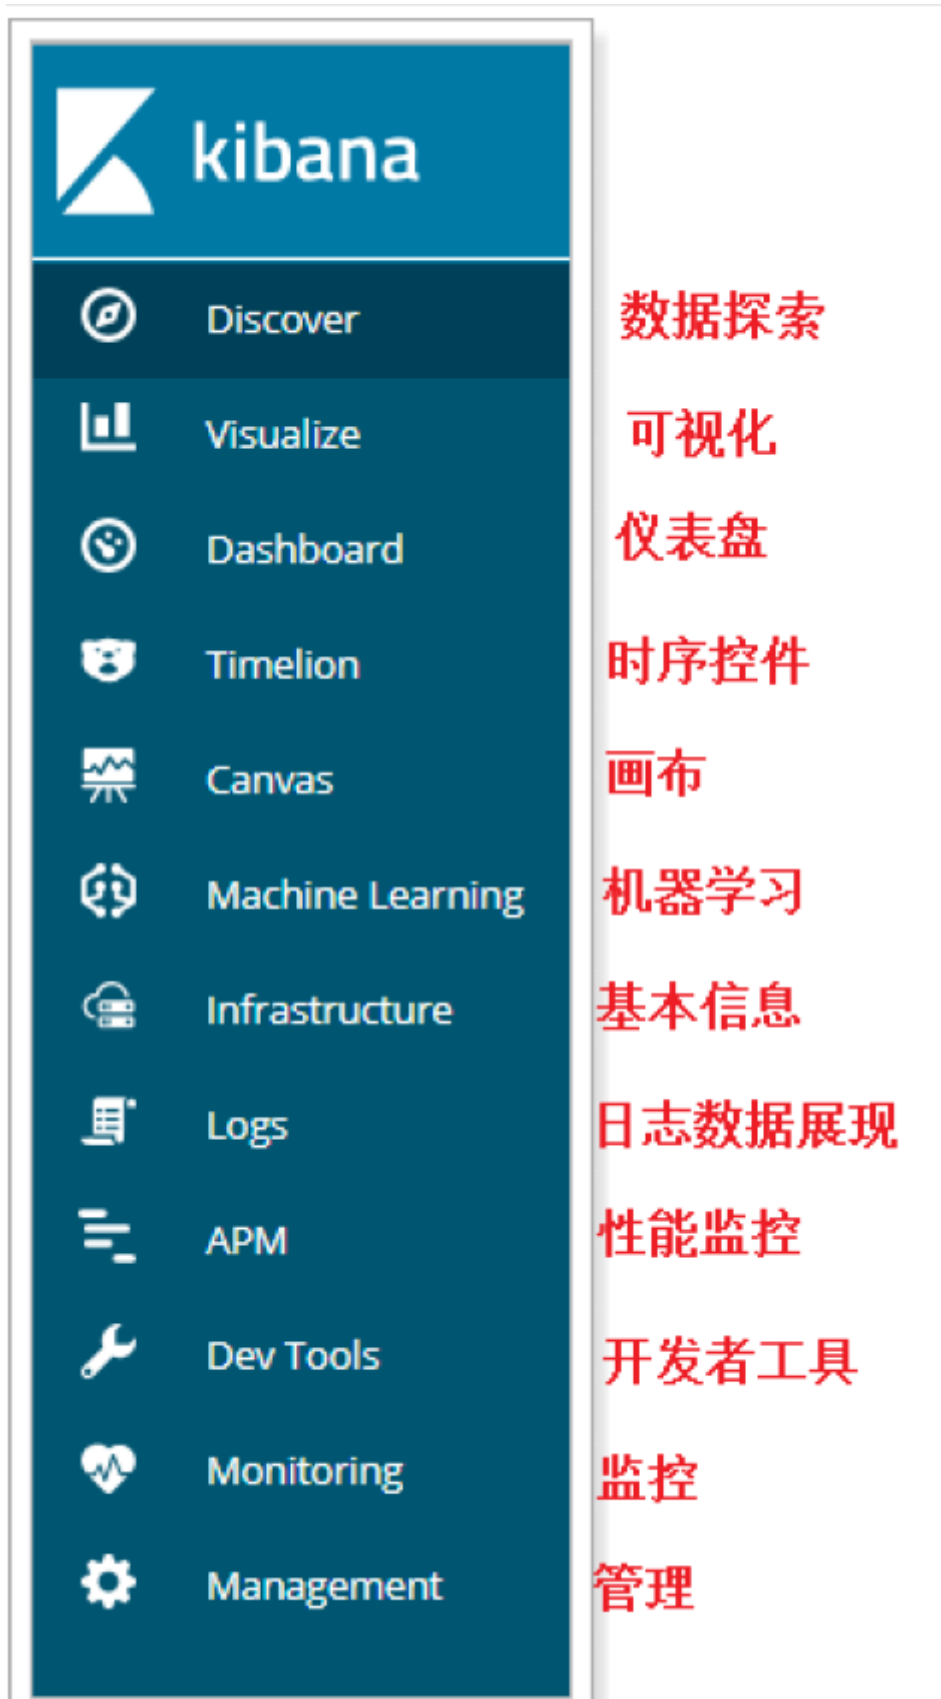 kibana
Discover 数据探索
Visualize 可视化
Dashboard 仪表盘
Timelion 时序控件
Canvas 画布
Machine Learning 机器学习
Infrastructure 基本信息
Logs 日志数据展现
APM 性能监控
Dev Tools 开发者工具
Monitoring 监控
Management 管理